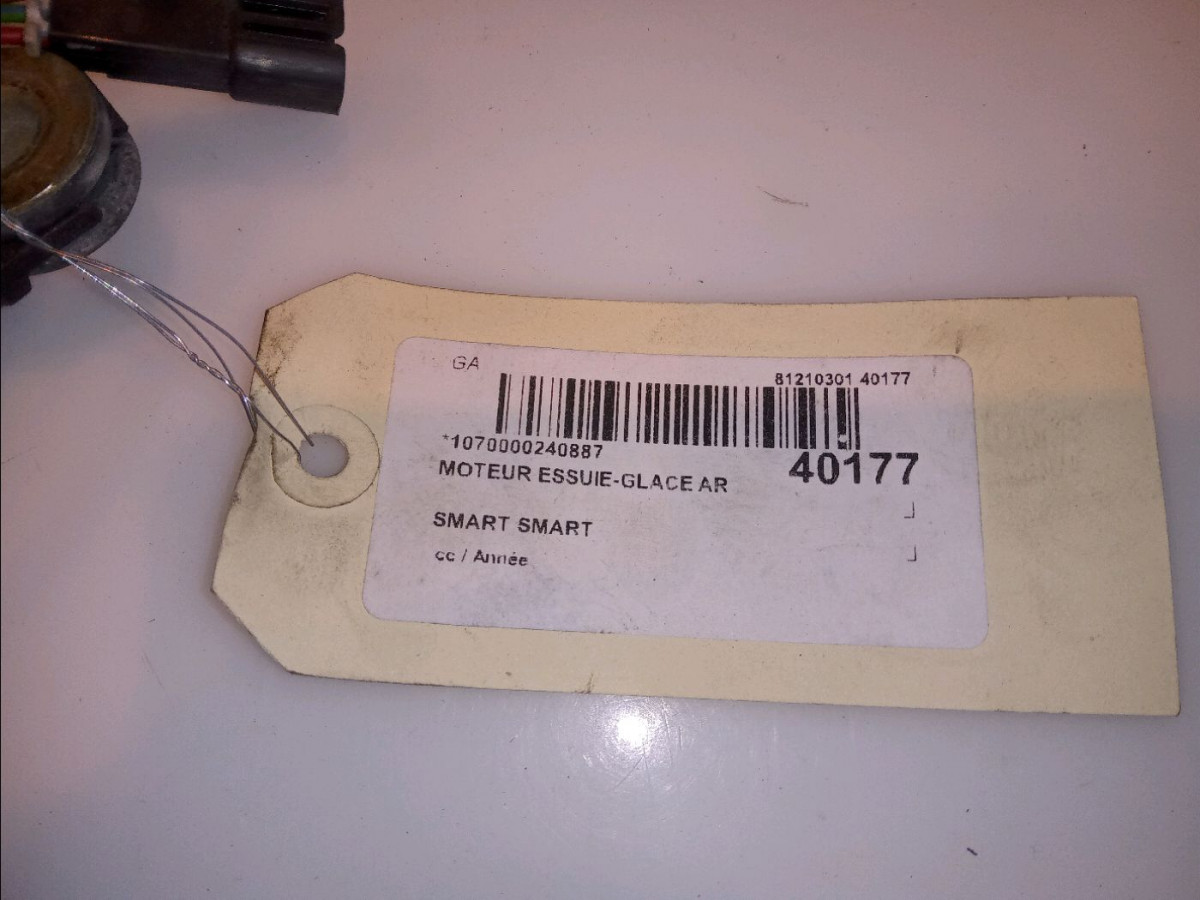 GA
81210301 40177
*1070000240887
40177
MOTEUR ESSUIE-GLACE AR
SMART SMART
cc / Année